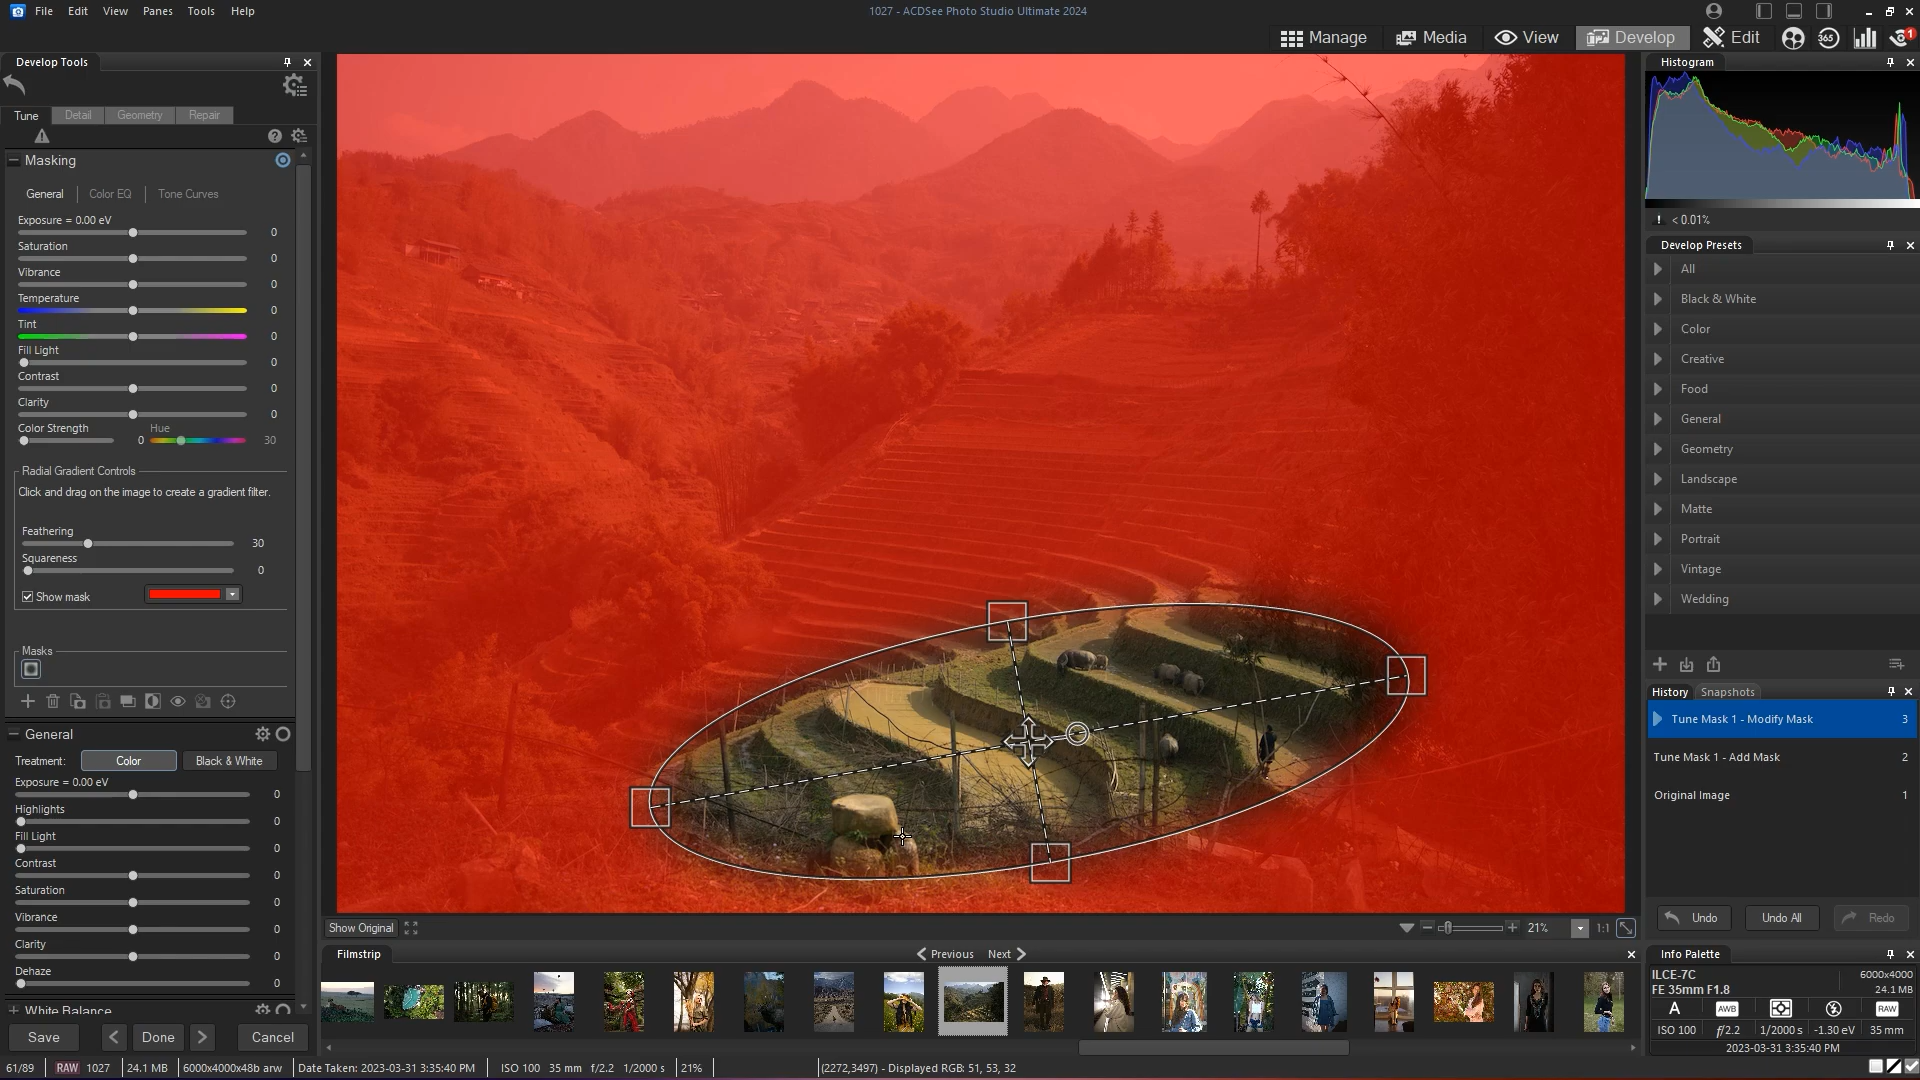 File Edit View Panes Tools Help
1027 - ACDSee Photo Studio Ultimate 2024
Manage Media View Develop Edit 365 1
Develop Tools
Tune Detail Geometry Repair
Masking
General Color EQ Tone Curves
Exposure = 0.00 eV 0
Saturation 0
Vibrance 0
Temperature 0
Tint 0
Fill Light 0
Contrast 0
Clarity 0
Color Strength 0 Hue 30
Radial Gradient Controls
Click and drag on the image to create a gradient filter.
Feathering 30
Squareness 0
Show mask
Masks
General
Treatment: Color Black & White
Exposure = 0.00 eV 0
Highlights 0
Fill Light 0
Contrast 0
Saturation 0
Vibrance 0
Clarity 0
Dehaze 0
White Balance
Save Done Cancel
Show Original 21% 1:1
Filmstrip Previous Next
Histogram
< 0.01%
Develop Presets
All
Black & White
Color
Creative
Food
General
Geometry
Landscape
Matte
Portrait
Vintage
Wedding
History Snapshots
Tune Mask 1 - Modify Mask 3
Tune Mask 1 - Add Mask 2
Original Image 1
Undo Undo All Redo
Info Palette
ILCE-7C 6000x4000
FE 35mm F1.8 24.1 MB
A AWB RAW
ISO 100 f/2.2 1/2000 s -1.30 eV 35 mm
2023-03-31 3:35:40 PM
61/89 RAW 1027 24.1 MB 6000x4000x48b arw Date Taken: 2023-03-31 3:35:40 PM ISO 100 35 mm f/2.2 1/2000 s 21% (2272,3497) - Displayed RGB: 51, 53, 32